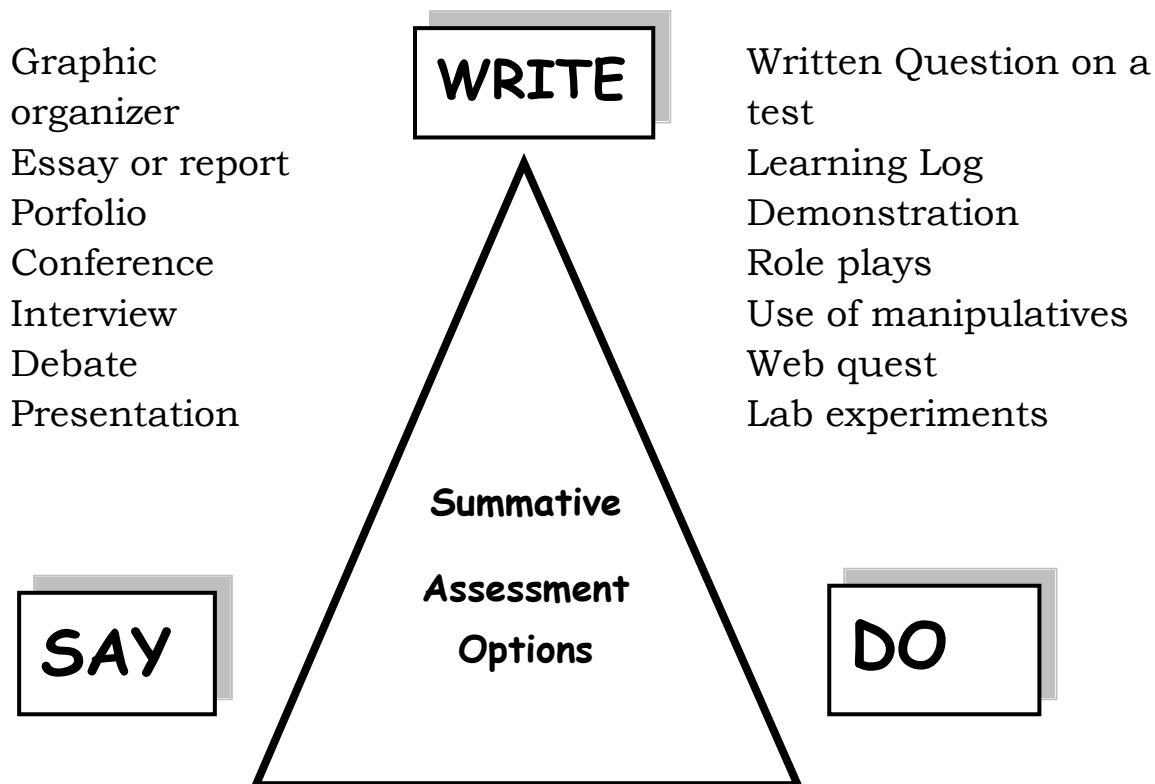 WRITE
Graphic
organizer
Essay or report
Porfolio
Conference
Interview
Debate
Presentation
Written Question on a
test
Learning Log
Demonstration
Role plays
Use of manipulatives
Web quest
Lab experiments
Summative
Assessment
Options
SAY
DO